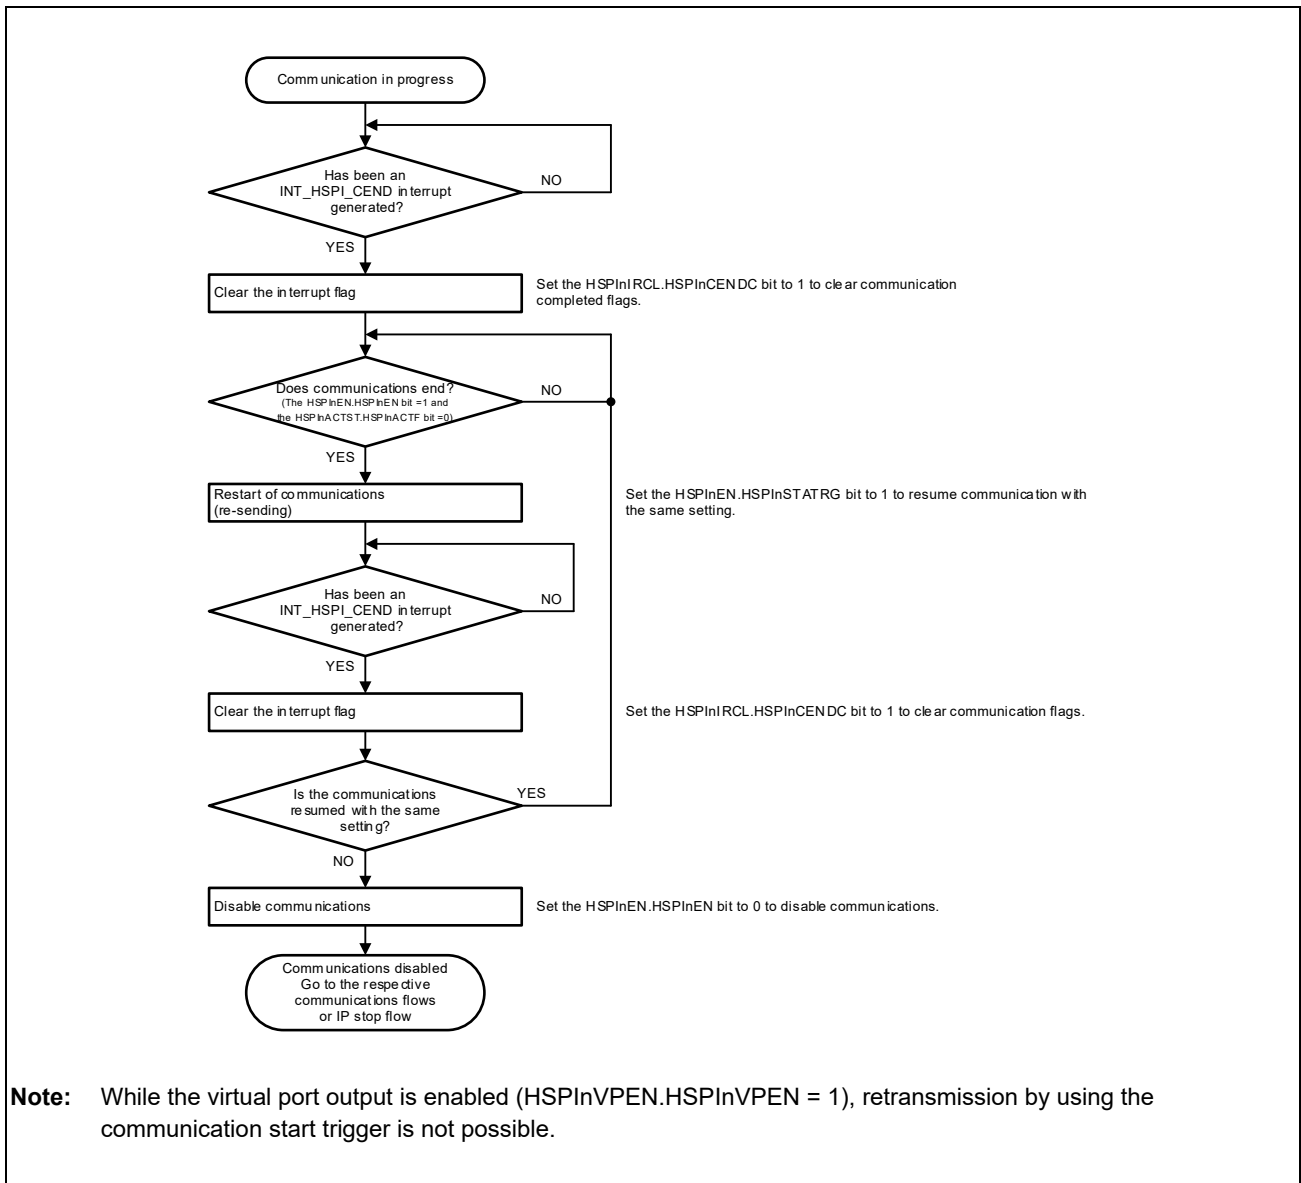 Communication in progress
Has been an
INT_HSPI_CEND interrupt
generated?
NO
YES
Clear the interrupt flag
Set the HSPInIRCL.HSPInCENDC bit to 1 to clear communication
completed flags.
Does communications end?
(The HSPInEN.HSPInEN bit =1 and
the HSPInACTST.HSPInACTF bit =0)
NO
YES
Restart of communications
(re-sending)
Set the HSPInEN.HSPInSTATRG bit to 1 to resume communication with
the same setting.
Has been an
INT_HSPI_CEND interrupt
generated?
NO
YES
Clear the interrupt flag
Set the HSPInIRCL.HSPInCENDC bit to 1 to clear communication flags.
Is the communications
resumed with the same
setting?
YES
NO
Disable communications
Set the HSPInEN.HSPInEN bit to 0 to disable communications.
Communications disabled
Go to the respective
communications flows
or IP stop flow
Note: While the virtual port output is enabled (HSPInVPEN.HSPInVPEN = 1), retransmission by using the
communication start trigger is not possible.